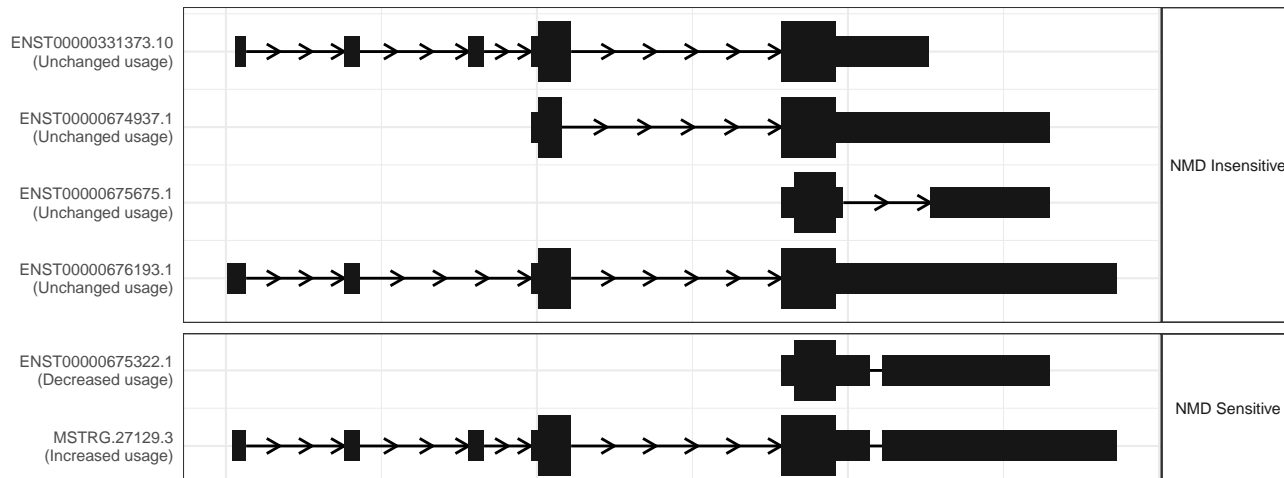 ENST00000331373.10
(Unchanged usage)
ENST00000674937.1
(Unchanged usage)
ENST00000675675.1
(Unchanged usage)
ENST00000676193.1
(Unchanged usage)
NMD Insensitive
ENST00000675322.1
(Decreased usage)
MSTRG.27129.3
(Increased usage)
NMD Sensitive